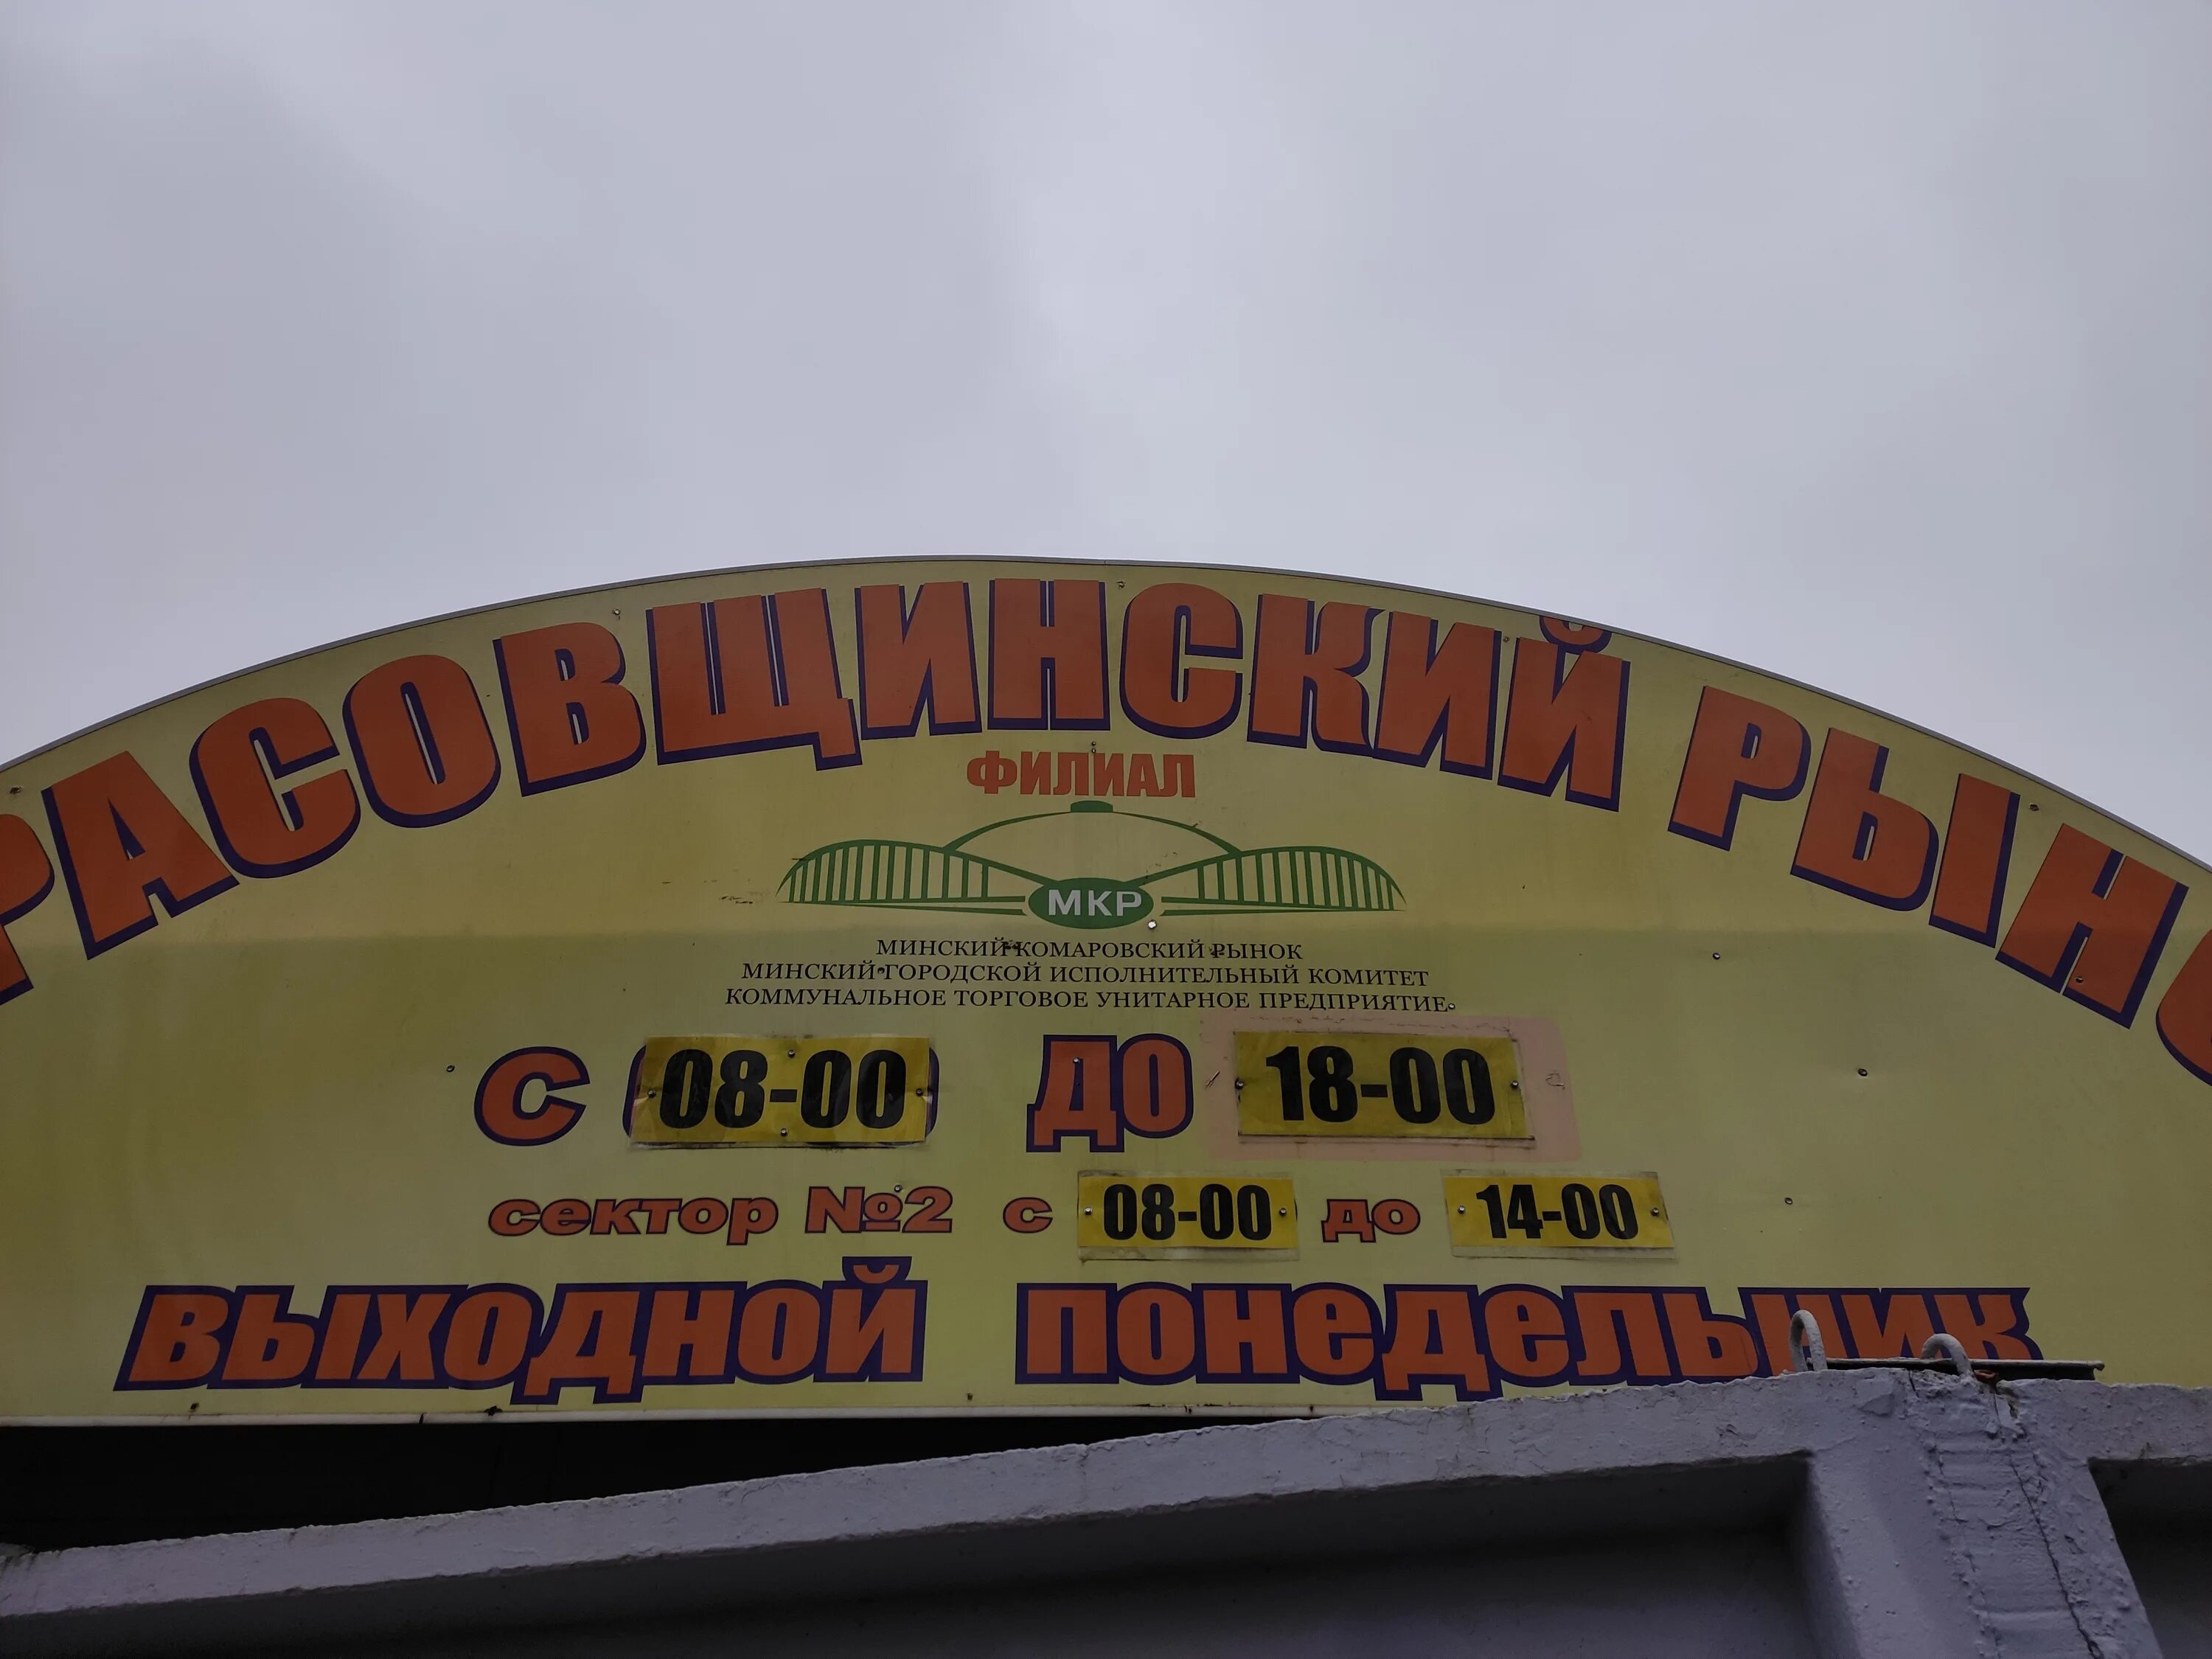 РАСОВЩИНСКИЙ РЫНО
ФИЛИАЛ
МКР
МИНСКИЙ КОМАРОВСКИЙ РЫНОК
МИНСКИЙ ГОРОДСКОЙ ИСПОЛНИТЕЛЬНЫЙ КОМИТЕТ
КОММУНАЛЬНОЕ ТОРГОВОЕ УНИТАРНОЕ ПРЕДПРИЯТИЕ
С 08-00 ДО 18-00
сектор №2 с 08-00 до 14-00
ВЫХОДНОЙ ПОНЕДЕЛЬНИК